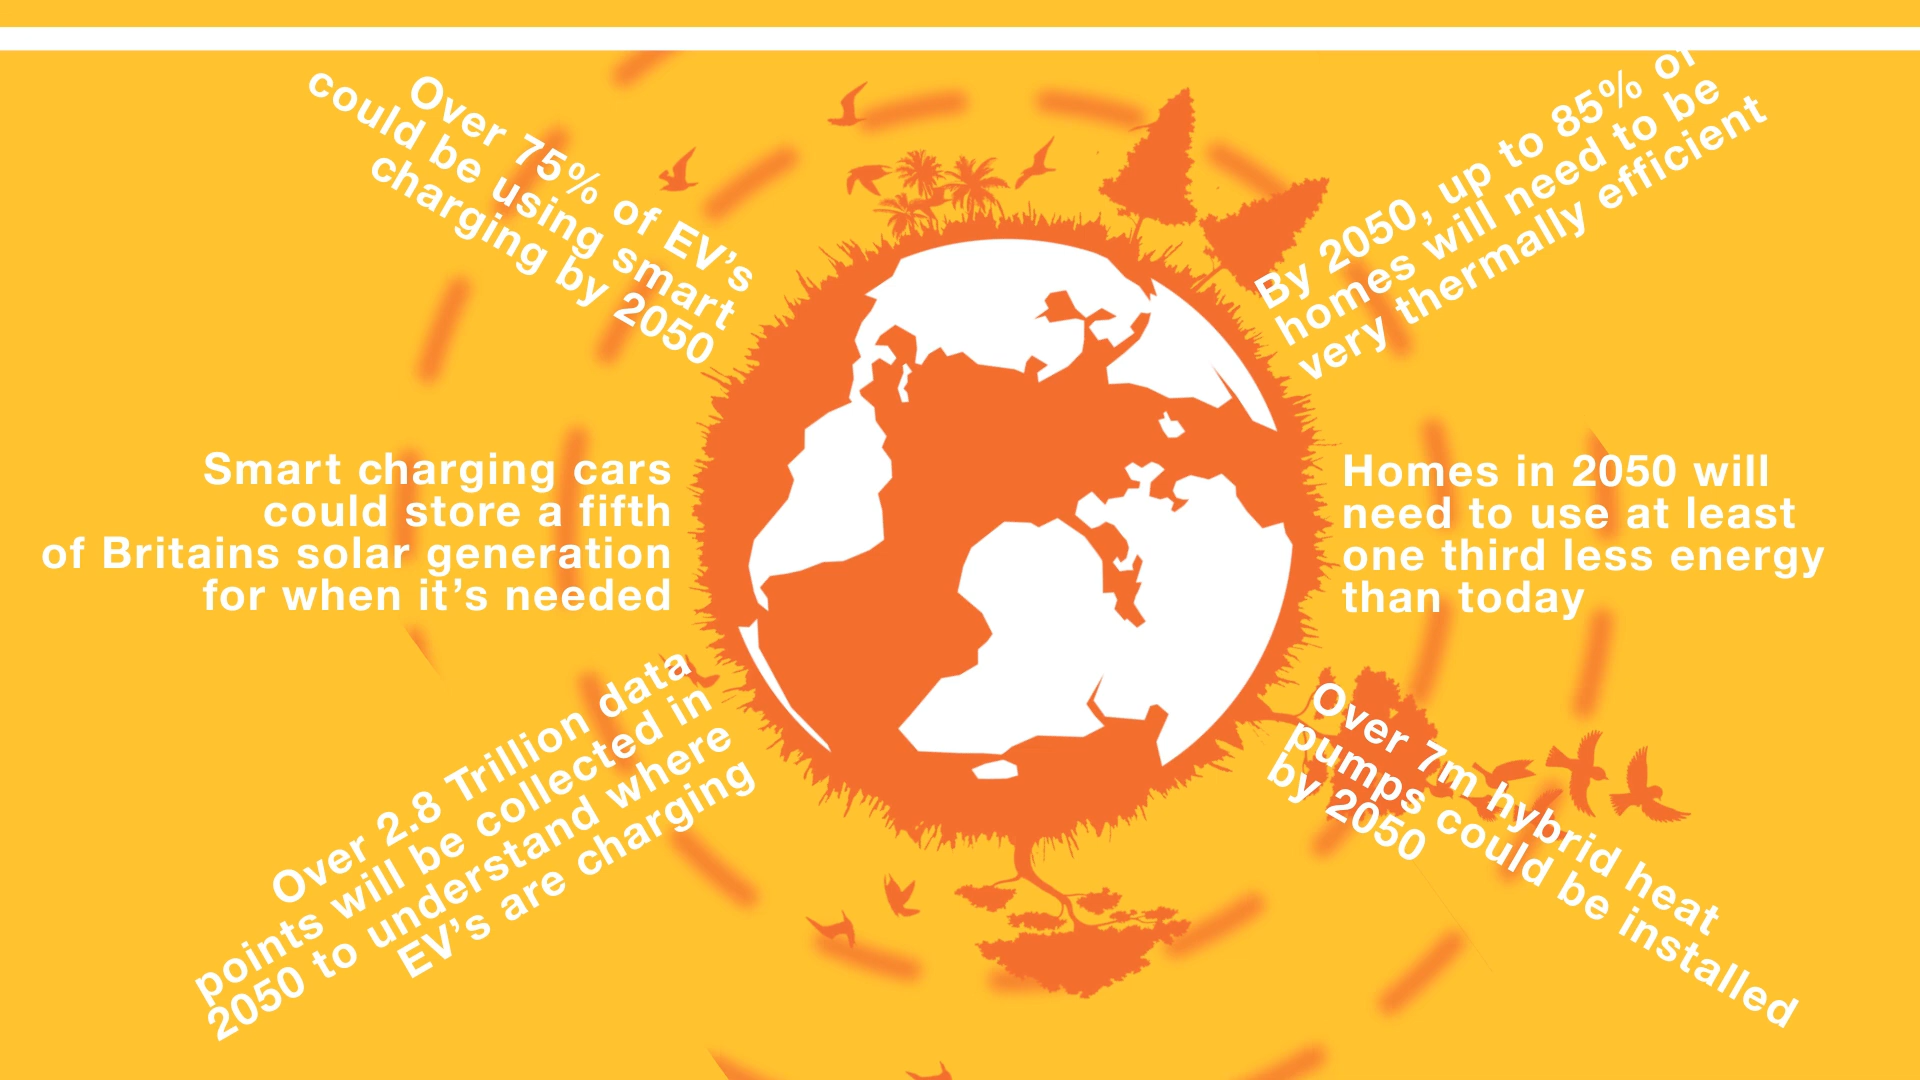 Over 75% of EV’s
could be using smart
charging by 2050
By 2050, up to 85% of
homes will need to be
very thermally efficient
Smart charging cars
could store a fifth
of Britains solar generation
for when it’s needed
Homes in 2050 will
need to use at least
one third less energy
than today
Over 2.8 Trillion data
points will be collected in
2050 to understand where
EV’s are charging
Over 7m hybrid heat
pumps could be installed
by 2050